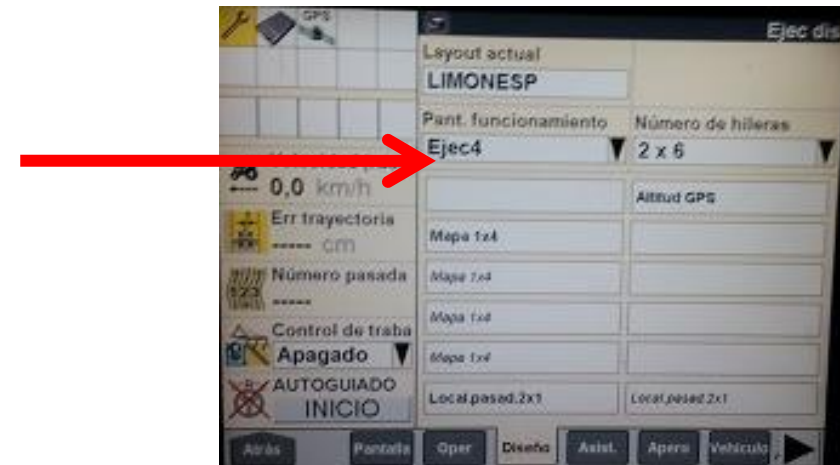 GPS
Ejec dis
Layout actual
LIMONESP
Pant. funcionamiento
Número de hileras
Ejec4
2 x 6
0,0 km/h
Altitud GPS
Err trayectoria
----- cm
Mapa 1x4
Número pasada
-----
Mapa 1x4
Mapa 1x4
Control de traba
Apagado
Mapa 1x4
AUTOGUIADO
INICIO
Local.pasad.2x1
Local.pasad.2x1
Atrás
Pantalla
Oper
Diseño
Asist.
Apero
Vehículo